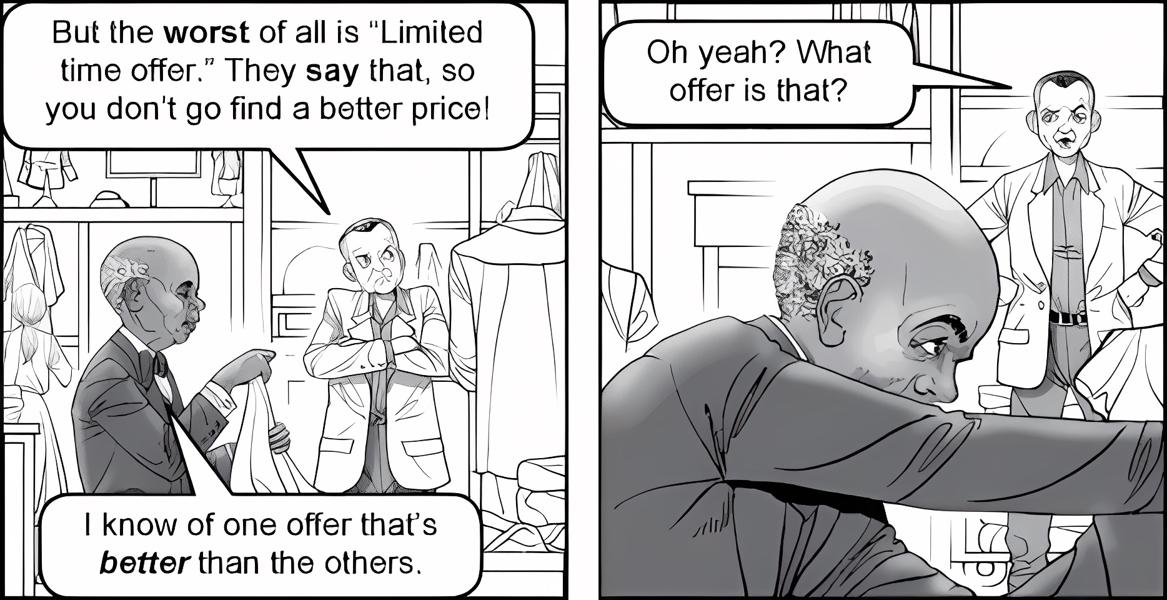 But the worst of all is “Limited
time offer.” They say that, so
you don't go find a better price!
I know of one offer that’s
better than the others.
Oh yeah? What
offer is that?